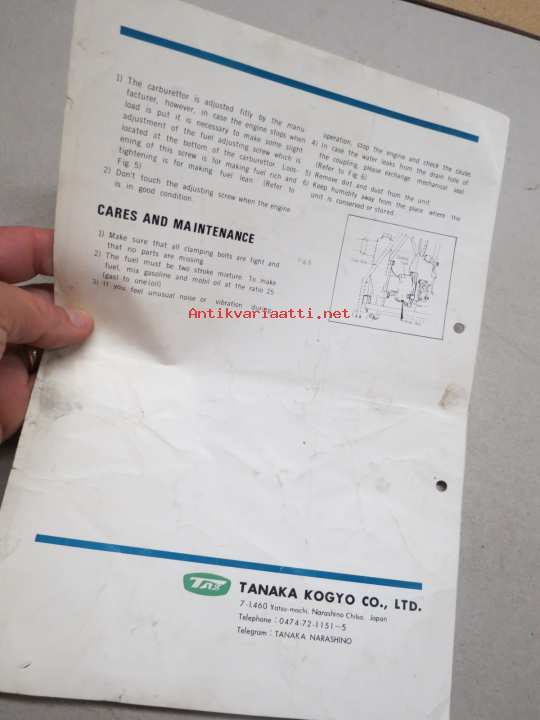 1) The carburettor is adjusted fitly by the manu-
facturer, however, in case the engine stops when
load is put it is necessary to make some slight
adjustment of the fuel adjusting screw which is
located at the bottom of the carburettor. Loos-
ening of this screw is for making fuel rich and
tightening is for making fuel lean. (Refer to
Fig. 5)
2) Don't touch the adjusting screw when the engine
is in good condition.
CARES AND MAINTENANCE
1) Make sure that all clamping bolts are tight and
that no parts are missing.
2) The fuel must be two stroke mixture. To make
fuel, mix gasoline and mobil oil at the ratio 25
(gas) to one(oil)
3) If you feel unusual noise or vibration during
operation, stop the engine and check the cause.
4) In case the water leaks from the drain hole of
the coupling, please exchange mechanical seal
(Refer to Fig 6)
5) Remove dirt and dust from the unit.
6) Keep humidity away from the place where the
unit is conserved or stored.
Antikvariaatti.net
TANAKA KOGYO CO., LTD.
7-1,460 Yatsu-machi, Narashino Chiba, Japan
Telephone : 0474-72-1151~5
Telegram : TANAKA NARASHINO